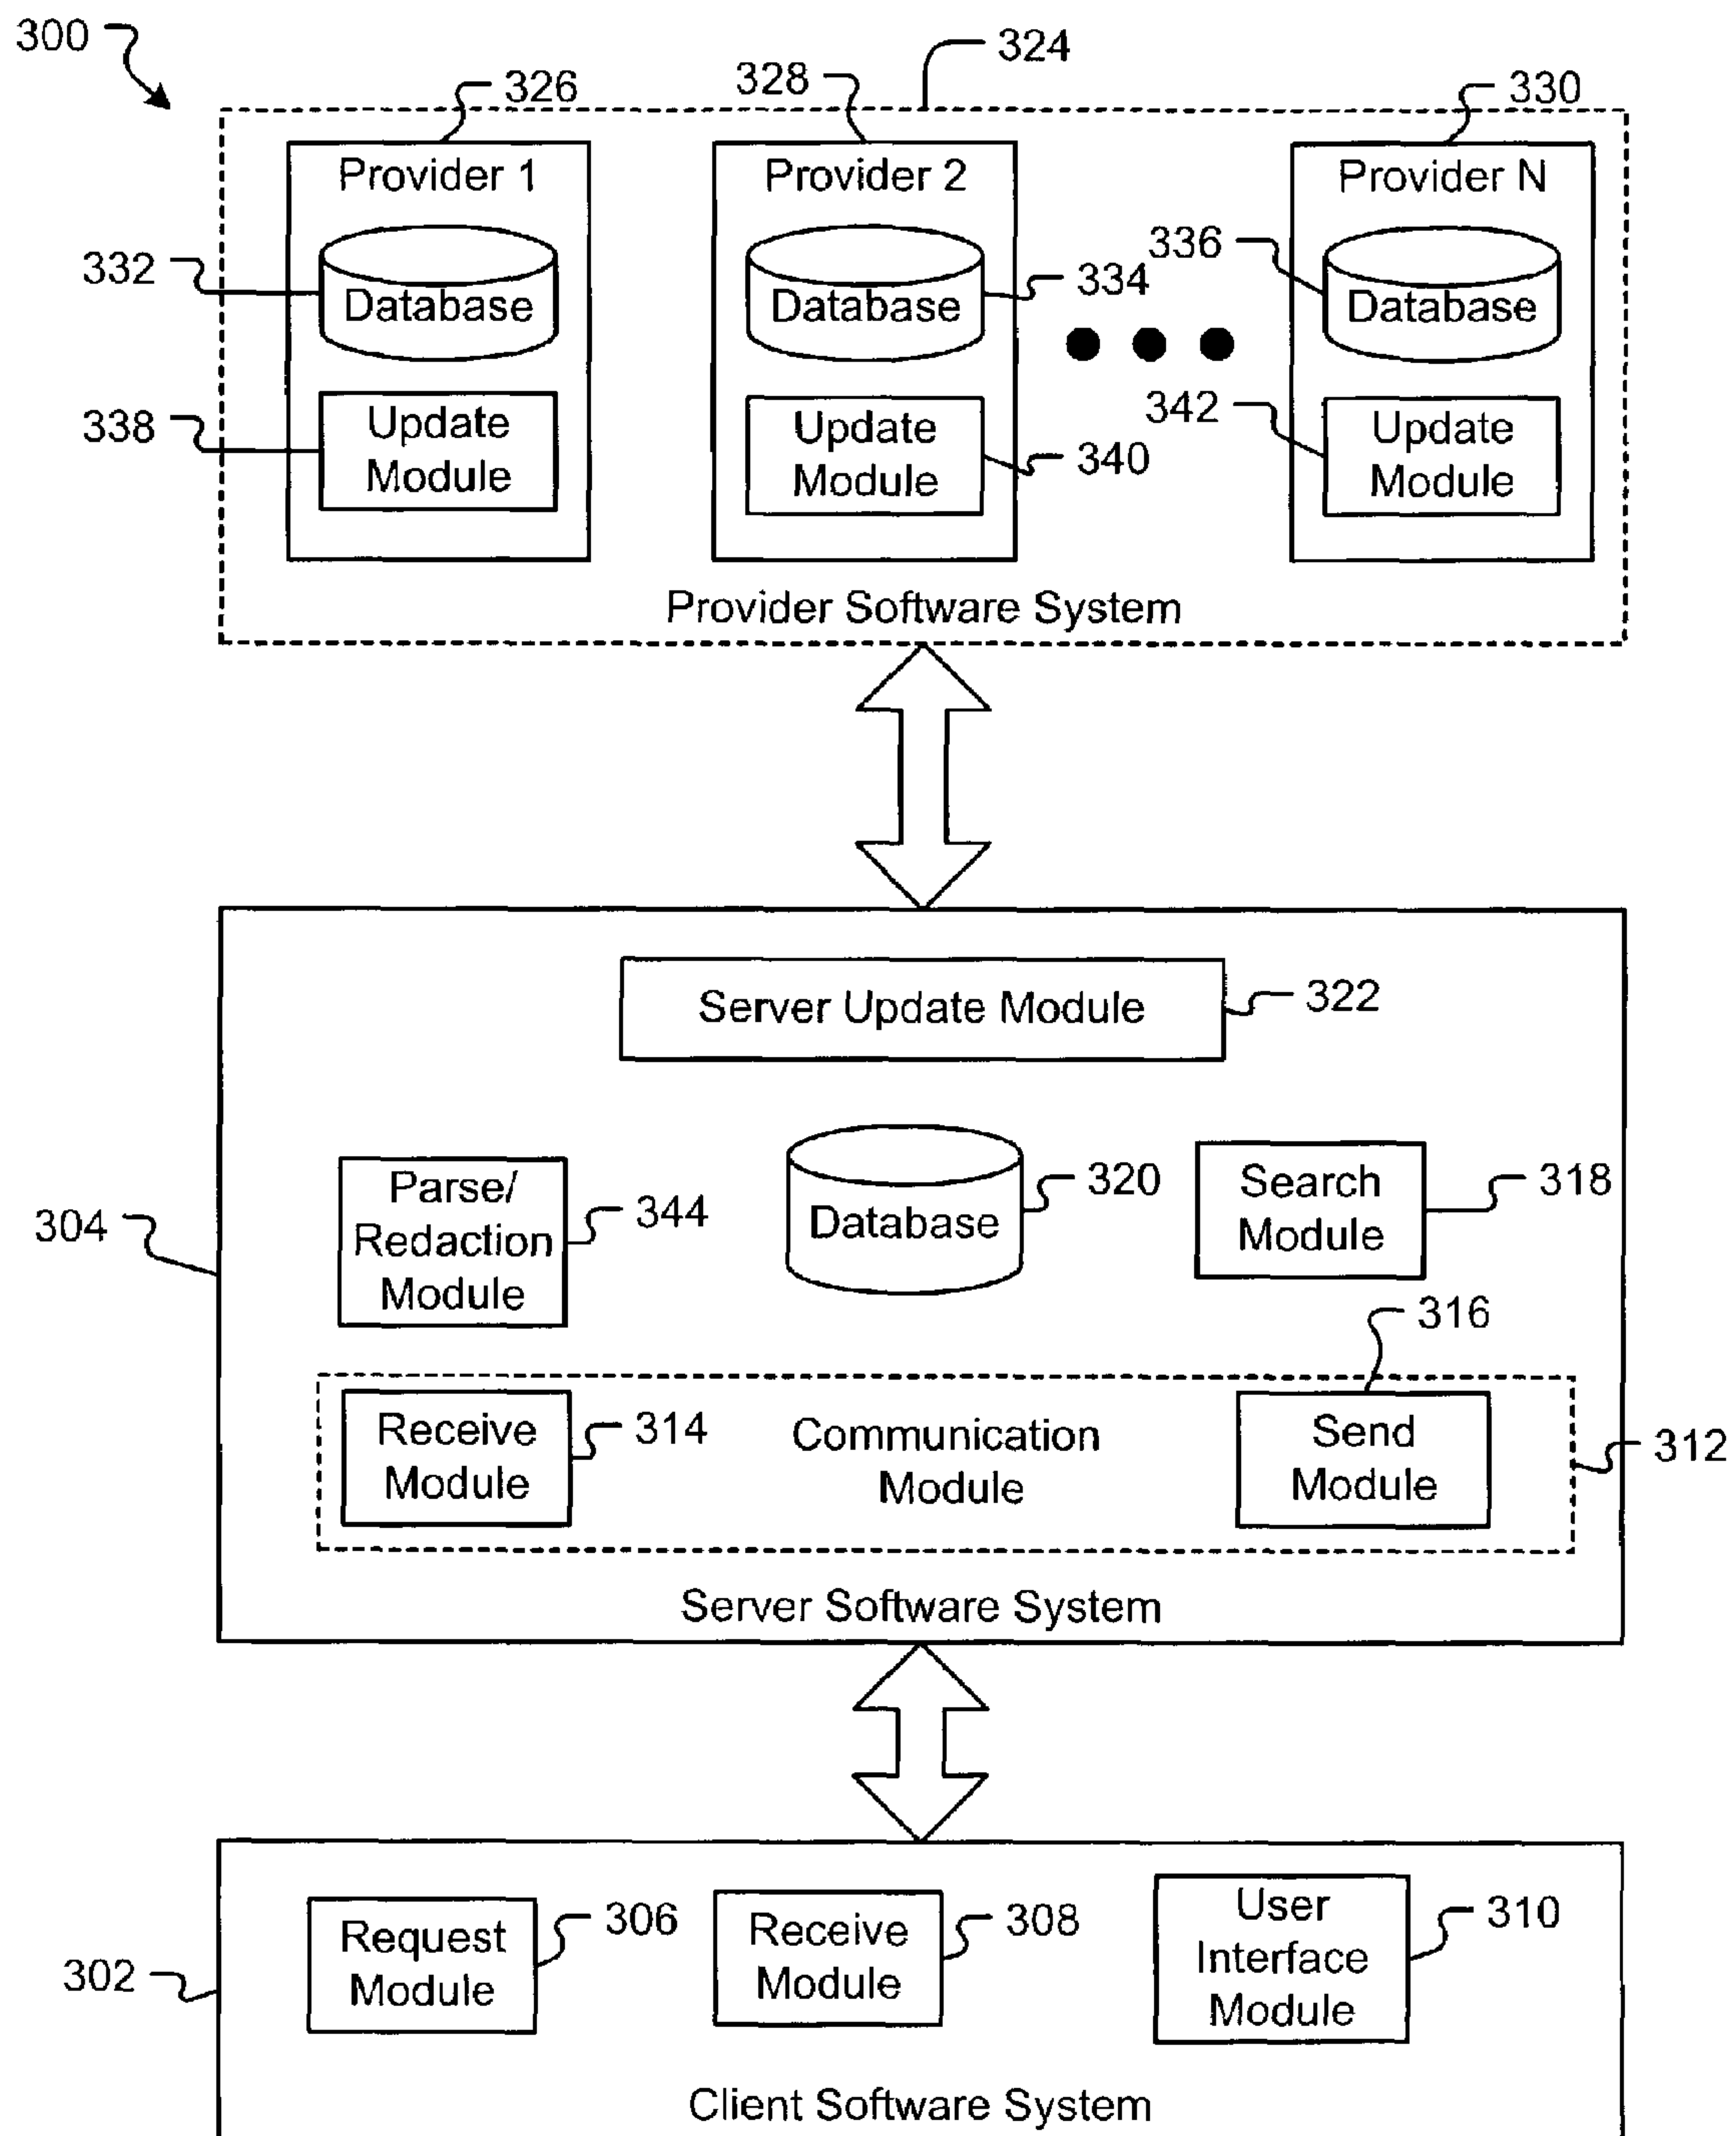 300
324
326
328
330
Provider 1
Provider 2
Provider N
332
Database
Database
334
336
Database
338
Update
Module
Update
Module
340
342
Update
Module
Provider Software System
Server Update Module
322
304
Parse/
Redaction
Module
344
Database
320
Search
Module
318
316
Receive
Module
314
Communication
Module
Send
Module
312
Server Software System
302
Request
Module
306
Receive
Module
308
User
Interface
Module
310
Client Software System